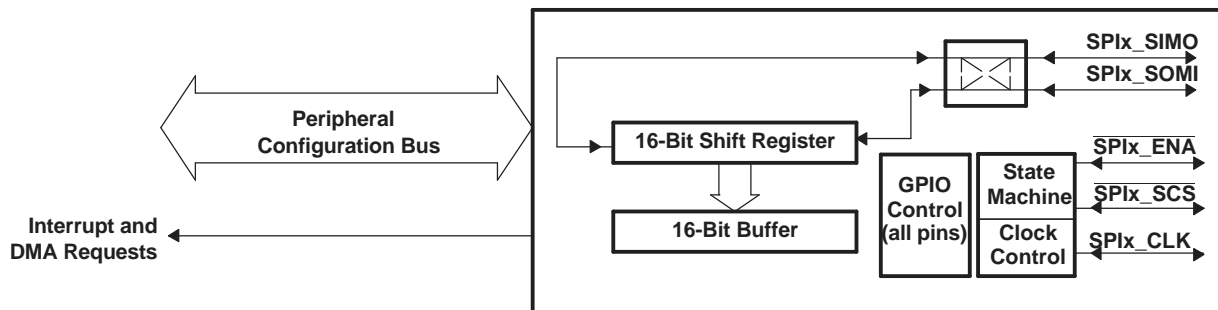 Peripheral
Configuration Bus
Interrupt and
DMA Requests
16-Bit Shift Register
16-Bit Buffer
GPIO
Control
(all pins)
State
Machine
Clock
Control
SPIx_SIMO
SPIx_SOMI
SPIx_ENA
SPIx_SCS
SPIx_CLK